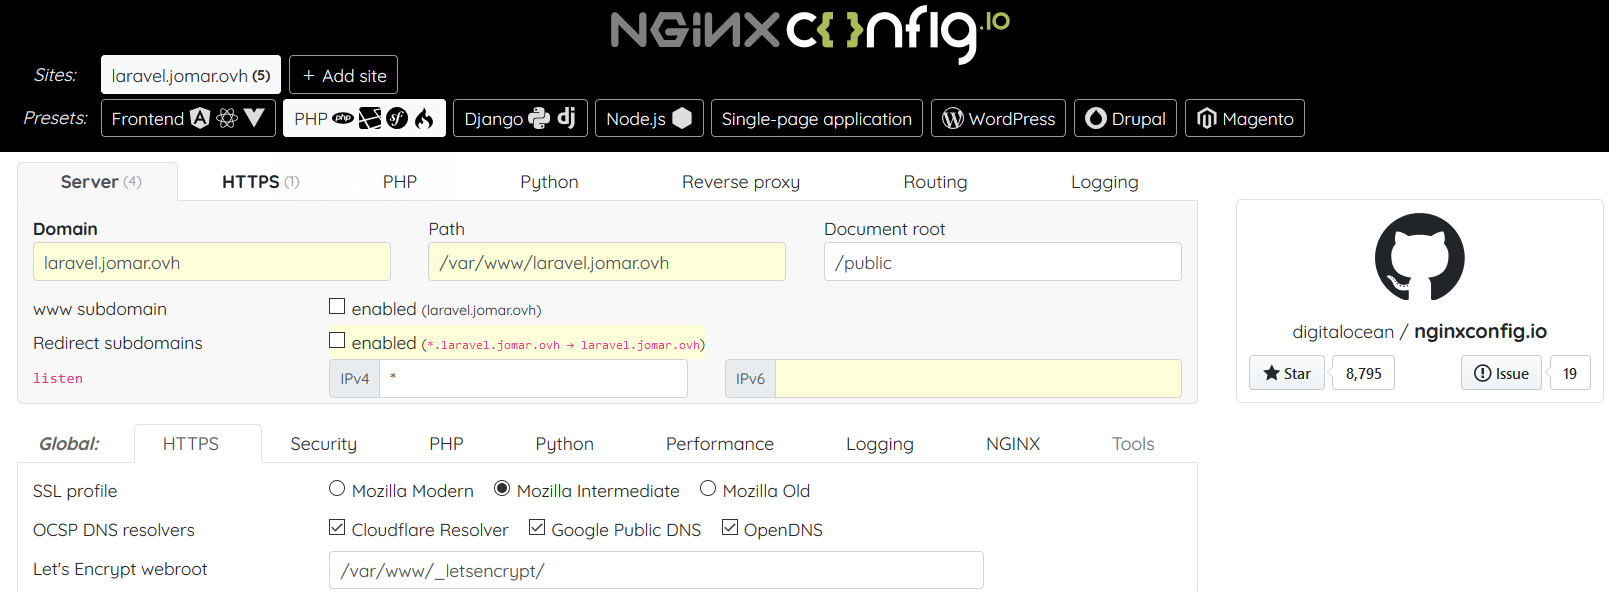 NGINXCONFIG.IO
Sites: laravel.jomar.ovh (5) + Add site
Presets: Frontend PHP php sf Django dj Node.js Single-page application WordPress Drupal Magento
Server (4) HTTPS (1) PHP Python Reverse proxy Routing Logging
Domain Path Document root
laravel.jomar.ovh /var/www/laravel.jomar.ovh /public
www subdomain enabled (laravel.jomar.ovh)
Redirect subdomains enabled (*.laravel.jomar.ovh → laravel.jomar.ovh)
listen IPv4 * IPv6
digitalocean / nginxconfig.io
Star 8,795 Issue 19
Global: HTTPS Security PHP Python Performance Logging NGINX Tools
SSL profile Mozilla Modern Mozilla Intermediate Mozilla Old
OCSP DNS resolvers Cloudflare Resolver Google Public DNS OpenDNS
Let's Encrypt webroot /var/www/_letsencrypt/